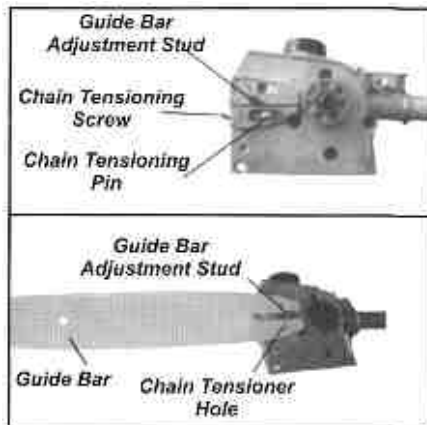 Guide Bar
Adjustment Stud
Chain Tensioning
Screw
Chain Tensioning
Pin
Guide Bar
Adjustment Stud
Guide Bar
Chain Tensioner
Hole